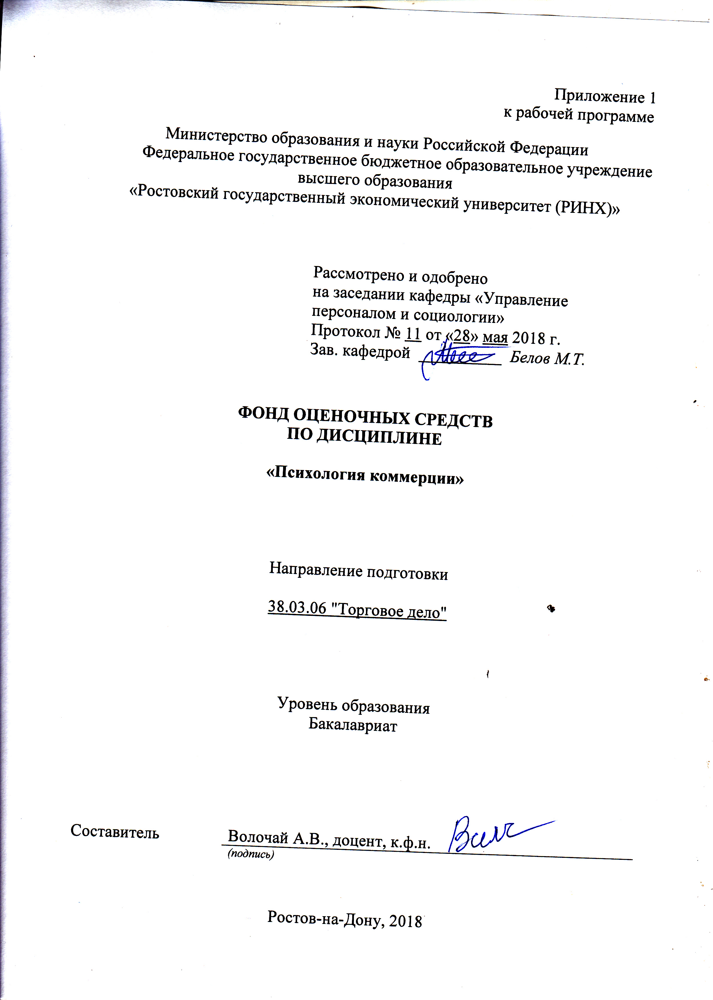 Приложение 1
к рабочей программе
Министерство образования и науки Российской Федерации
Федеральное государственное бюджетное образовательное учреждение
высшего образования
«Ростовский государственный экономический университет (РИНХ)»
Рассмотрено и одобрено
на заседании кафедры «Управление
персоналом и социологии»
Протокол № 11 от «28» мая 2018 г.
Зав. кафедрой Белов М.Т.
ФОНД ОЦЕНОЧНЫХ СРЕДСТВ
ПО ДИСЦИПЛИНЕ
«Психология коммерции»
Направление подготовки
38.03.06 "Торговое дело"
Уровень образования
Бакалавриат
Составитель Волочай А.В., доцент, к.ф.н.
(подпись)
Ростов-на-Дону, 2018